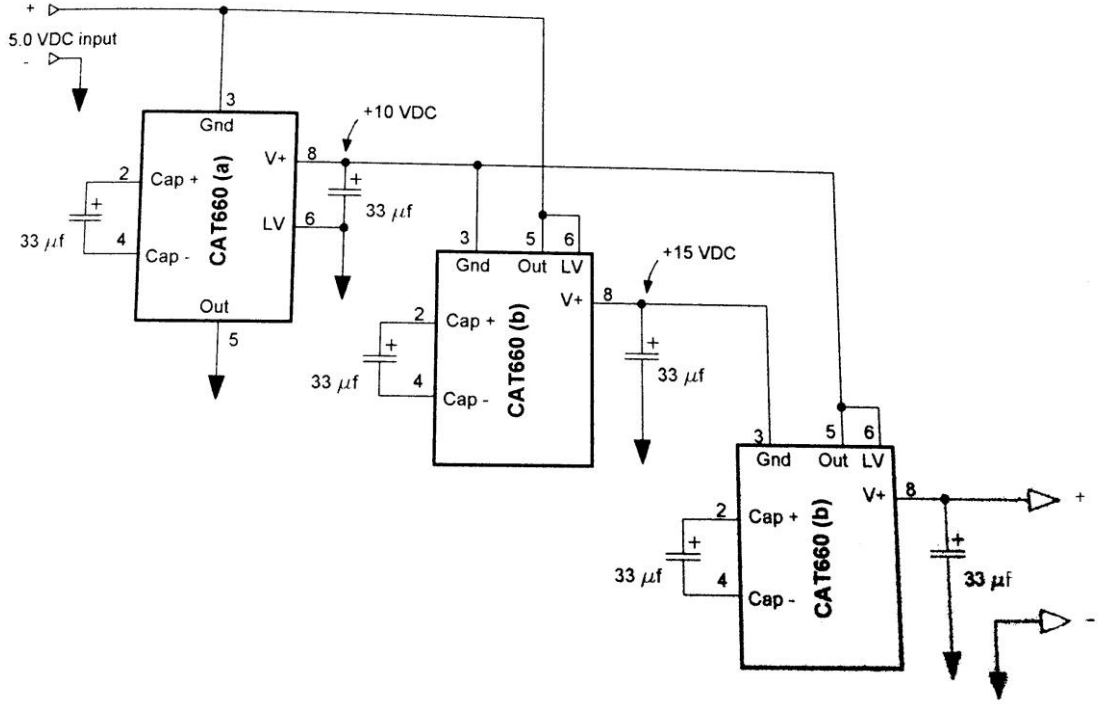 +
5.0 VDC input
-
3
Gnd
+10 VDC
V+ 8
2 Cap +
CAT660 (a)
+
33 µf
+
33 µf
LV 6
4 Cap -
Out
5
3 5 6
Gnd Out LV
+15 VDC
V+ 8
2 Cap +
CAT660 (b)
+
33 µf
+
33 µf
4 Cap -
3 5 6
Gnd Out LV
V+ 8
+
2 Cap +
CAT660 (b)
+
33 µf
+
33 µf
4 Cap -
-